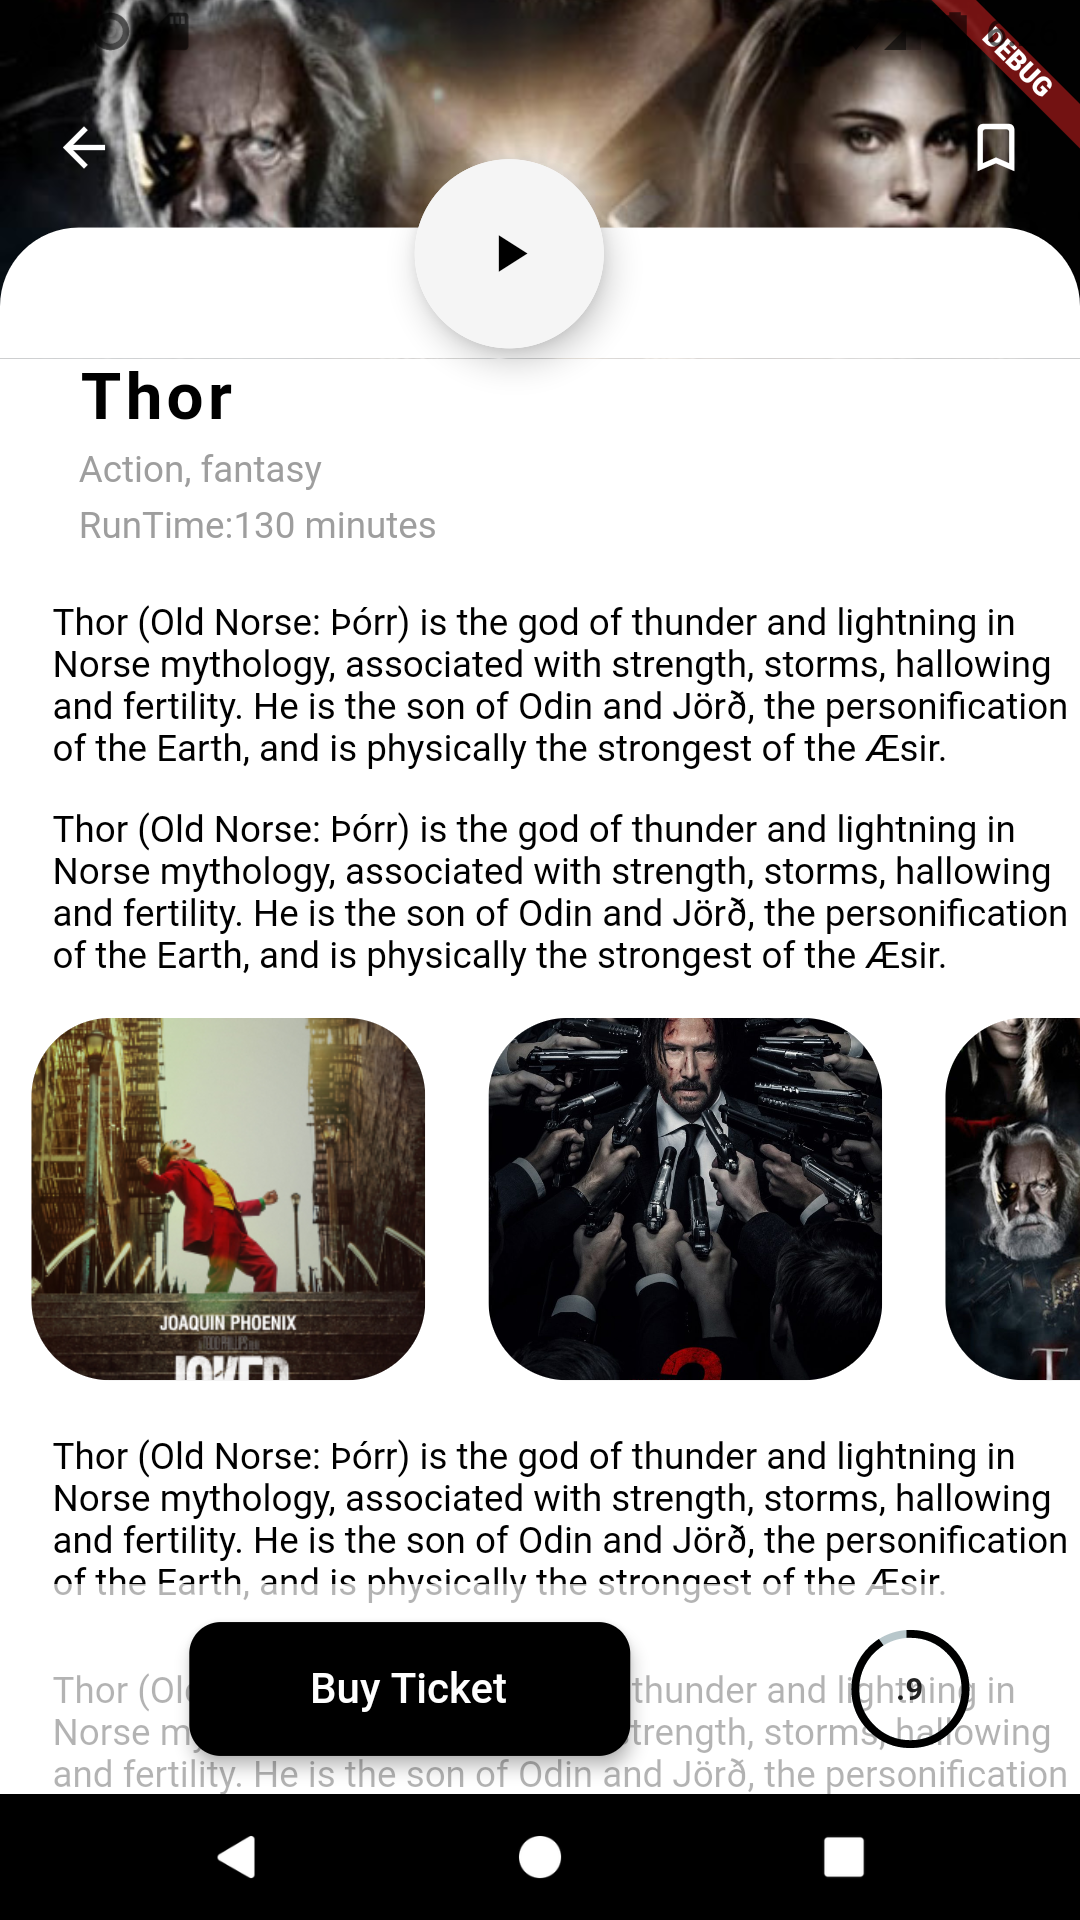 DEBUG
Thor
Action, fantasy
RunTime:130 minutes
Thor (Old Norse: Þórr) is the god of thunder and lightning in
Norse mythology, associated with strength, storms, hallowing
and fertility. He is the son of Odin and Jörð, the personification
of the Earth, and is physically the strongest of the Æsir.
Thor (Old Norse: Þórr) is the god of thunder and lightning in
Norse mythology, associated with strength, storms, hallowing
and fertility. He is the son of Odin and Jörð, the personification
of the Earth, and is physically the strongest of the Æsir.
JOAQUIN PHOENIX
JOKER
2
T
Thor (Old Norse: Þórr) is the god of thunder and lightning in
Norse mythology, associated with strength, storms, hallowing
and fertility. He is the son of Odin and Jörð, the personification
of the Earth, and is physically the strongest of the Æsir.
Buy Ticket
.9
Thor (Ol thunder and lightning in
Norse m trength, storms, hallowing
and fertility. He is the son of Odin and Jörð, the personification